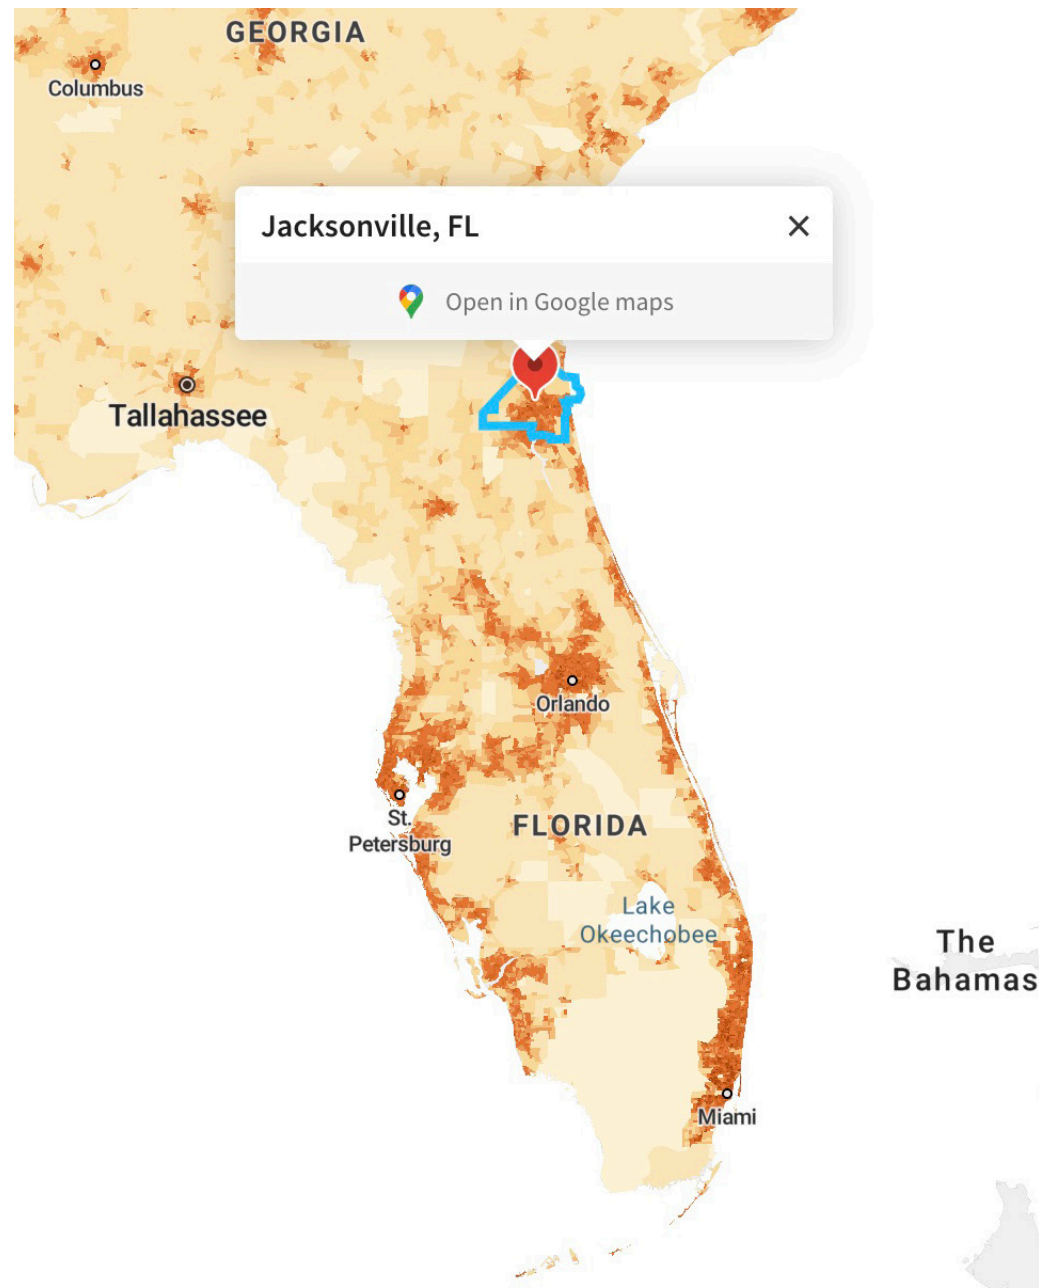 GEORGIA
Columbus
Jacksonville, FL
Open in Google maps
Tallahassee
Orlando
St.
Petersburg
FLORIDA
Lake
Okeechobee
The
Bahamas
Miami